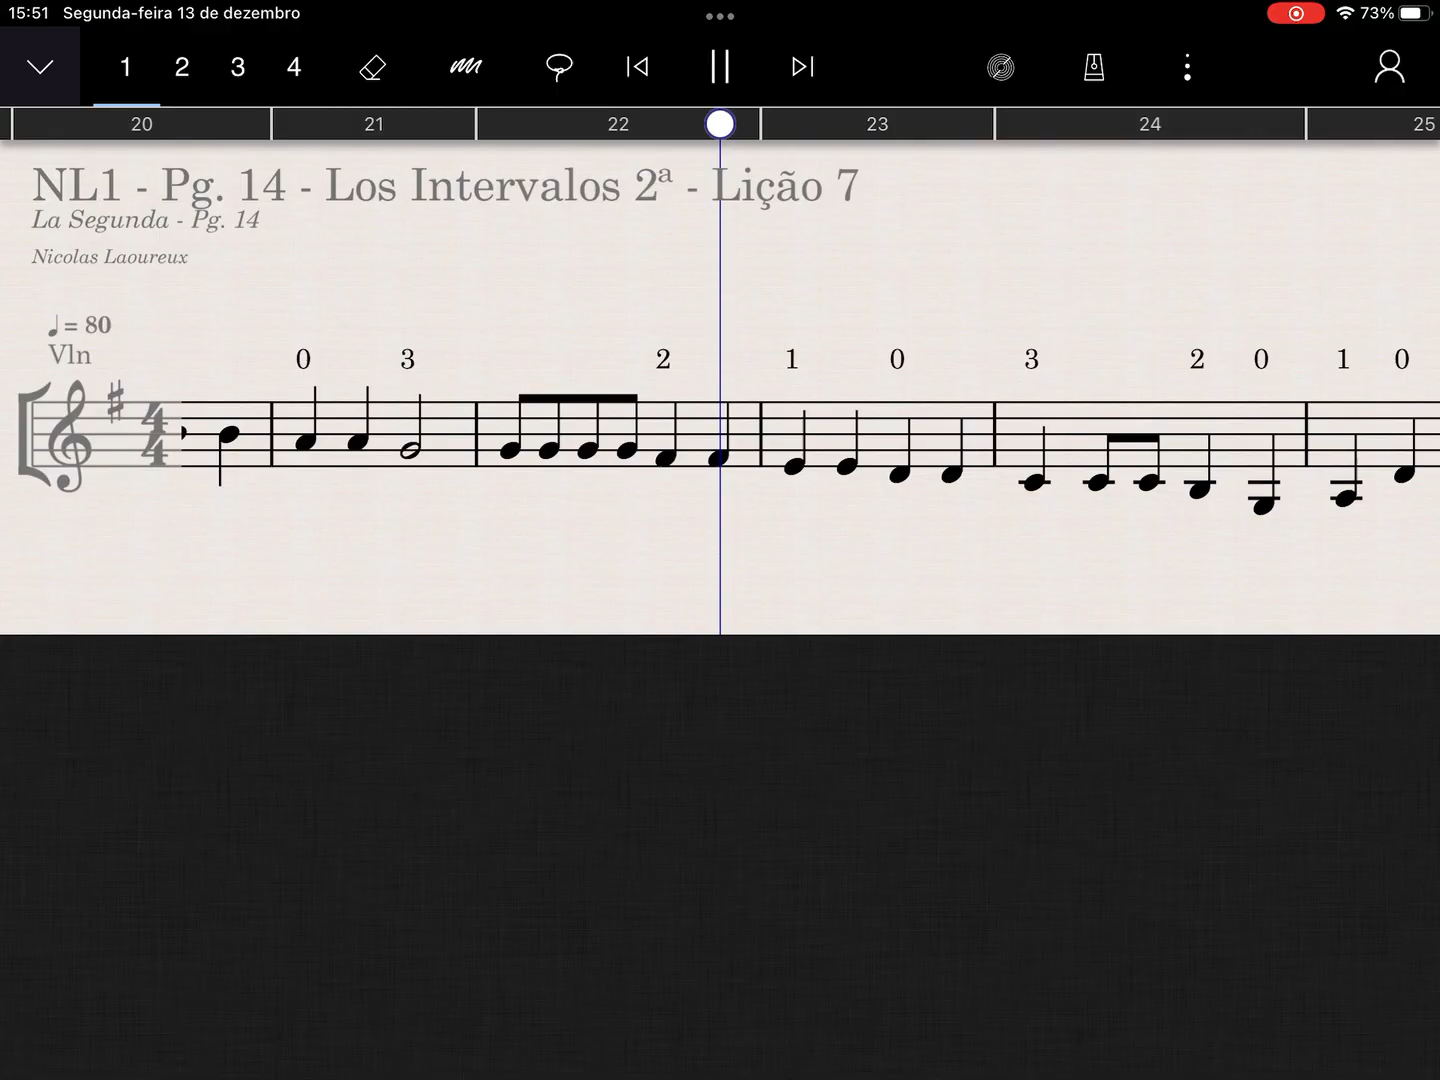 15:51 Segunda-feira 13 de dezembro 73%
1 2 3 4
20 21 22 23 24 25
NL1 - Pg. 14 - Los Intervalos 2ª - Lição 7
La Segunda - Pg. 14
Nicolas Laoureux
♩= 80
Vln 0 3 2 1 0 3 2 0 1 0
4
4